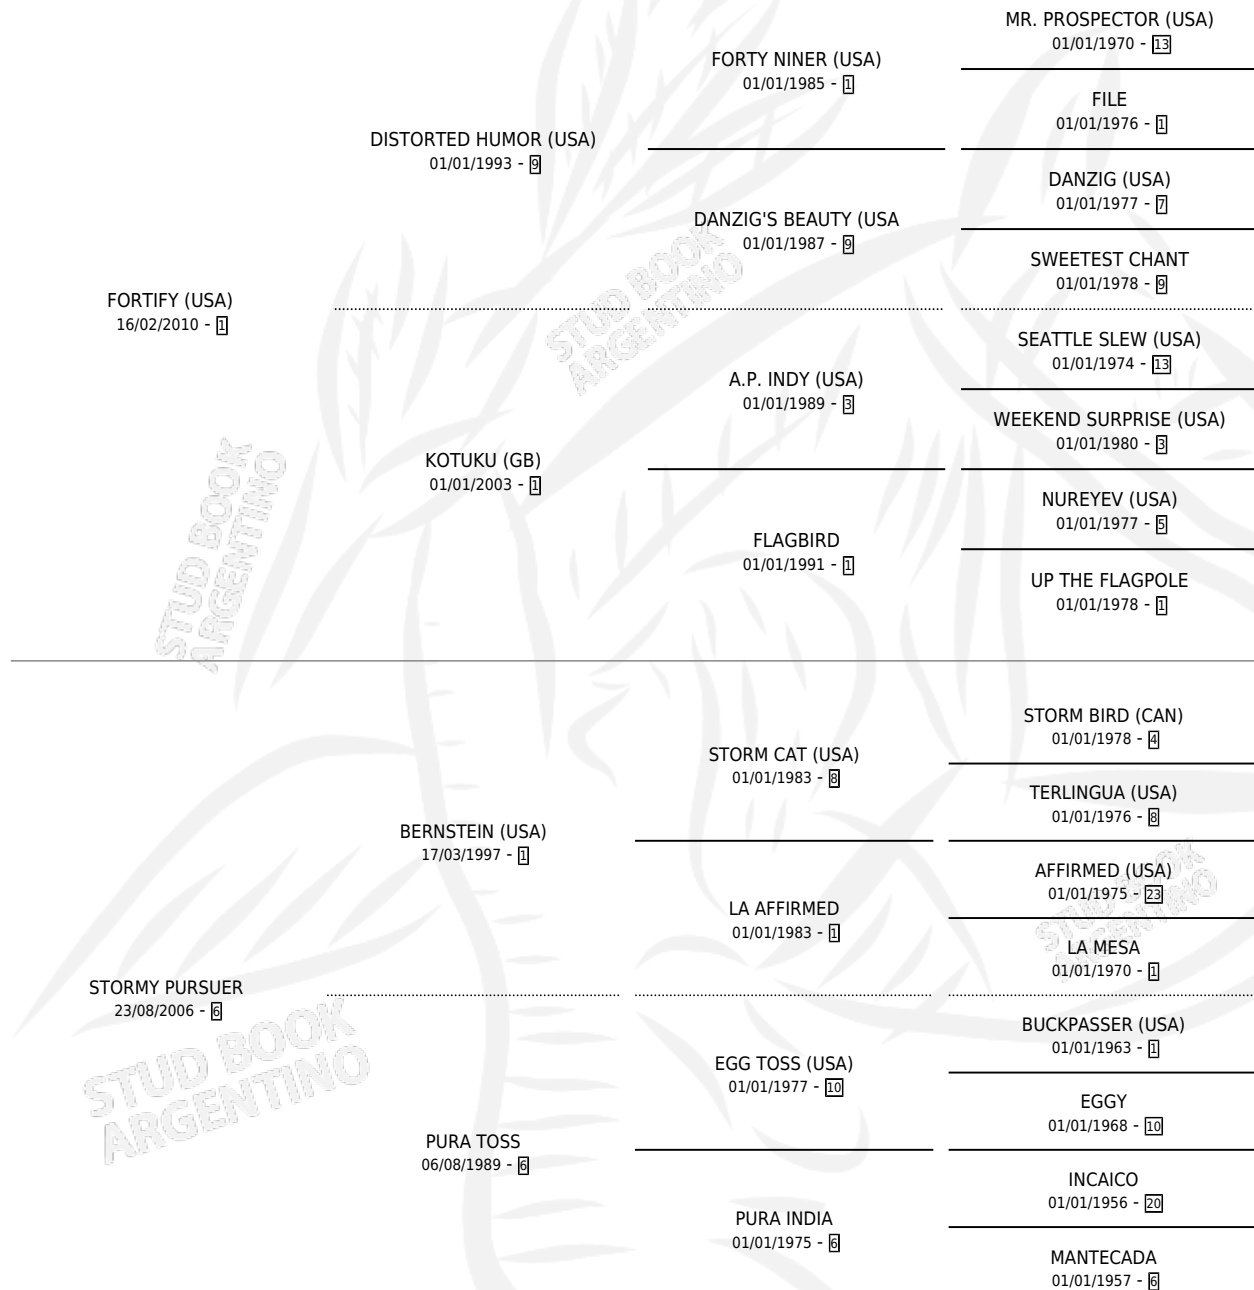 MR. PROSPECTOR (USA)
01/01/1970 - 13
FORTY NINER (USA)
01/01/1985 - 1
FILE
01/01/1976 - 1
DISTORTED HUMOR (USA)
01/01/1993 - 9
DANZIG (USA)
01/01/1977 - 7
DANZIG'S BEAUTY (USA
01/01/1987 - 9
SWEETEST CHANT
01/01/1978 - 9
FORTIFY (USA)
16/02/2010 - 1
SEATTLE SLEW (USA)
01/01/1974 - 13
A.P. INDY (USA)
01/01/1989 - 3
WEEKEND SURPRISE (USA)
01/01/1980 - 3
KOTUKU (GB)
01/01/2003 - 1
NUREYEV (USA)
01/01/1977 - 5
FLAGBIRD
01/01/1991 - 1
UP THE FLAGPOLE
01/01/1978 - 1
STORM BIRD (CAN)
01/01/1978 - 4
STORM CAT (USA)
01/01/1983 - 8
TERLINGUA (USA)
01/01/1976 - 8
BERNSTEIN (USA)
17/03/1997 - 1
AFFIRMED (USA)
01/01/1975 - 23
LA AFFIRMED
01/01/1983 - 1
LA MESA
01/01/1970 - 1
STORMY PURSUER
23/08/2006 - 6
BUCKPASSER (USA)
01/01/1963 - 1
EGG TOSS (USA)
01/01/1977 - 10
EGGY
01/01/1968 - 10
PURA TOSS
06/08/1989 - 6
INCAICO
01/01/1956 - 20
PURA INDIA
01/01/1975 - 6
MANTECADA
01/01/1957 - 6
STUD BOOK
ARGENTINO
STUD BOOK
ARGENTINO
STUD BOOK
ARGENTINO
STUD BOOK
ARGENTINO